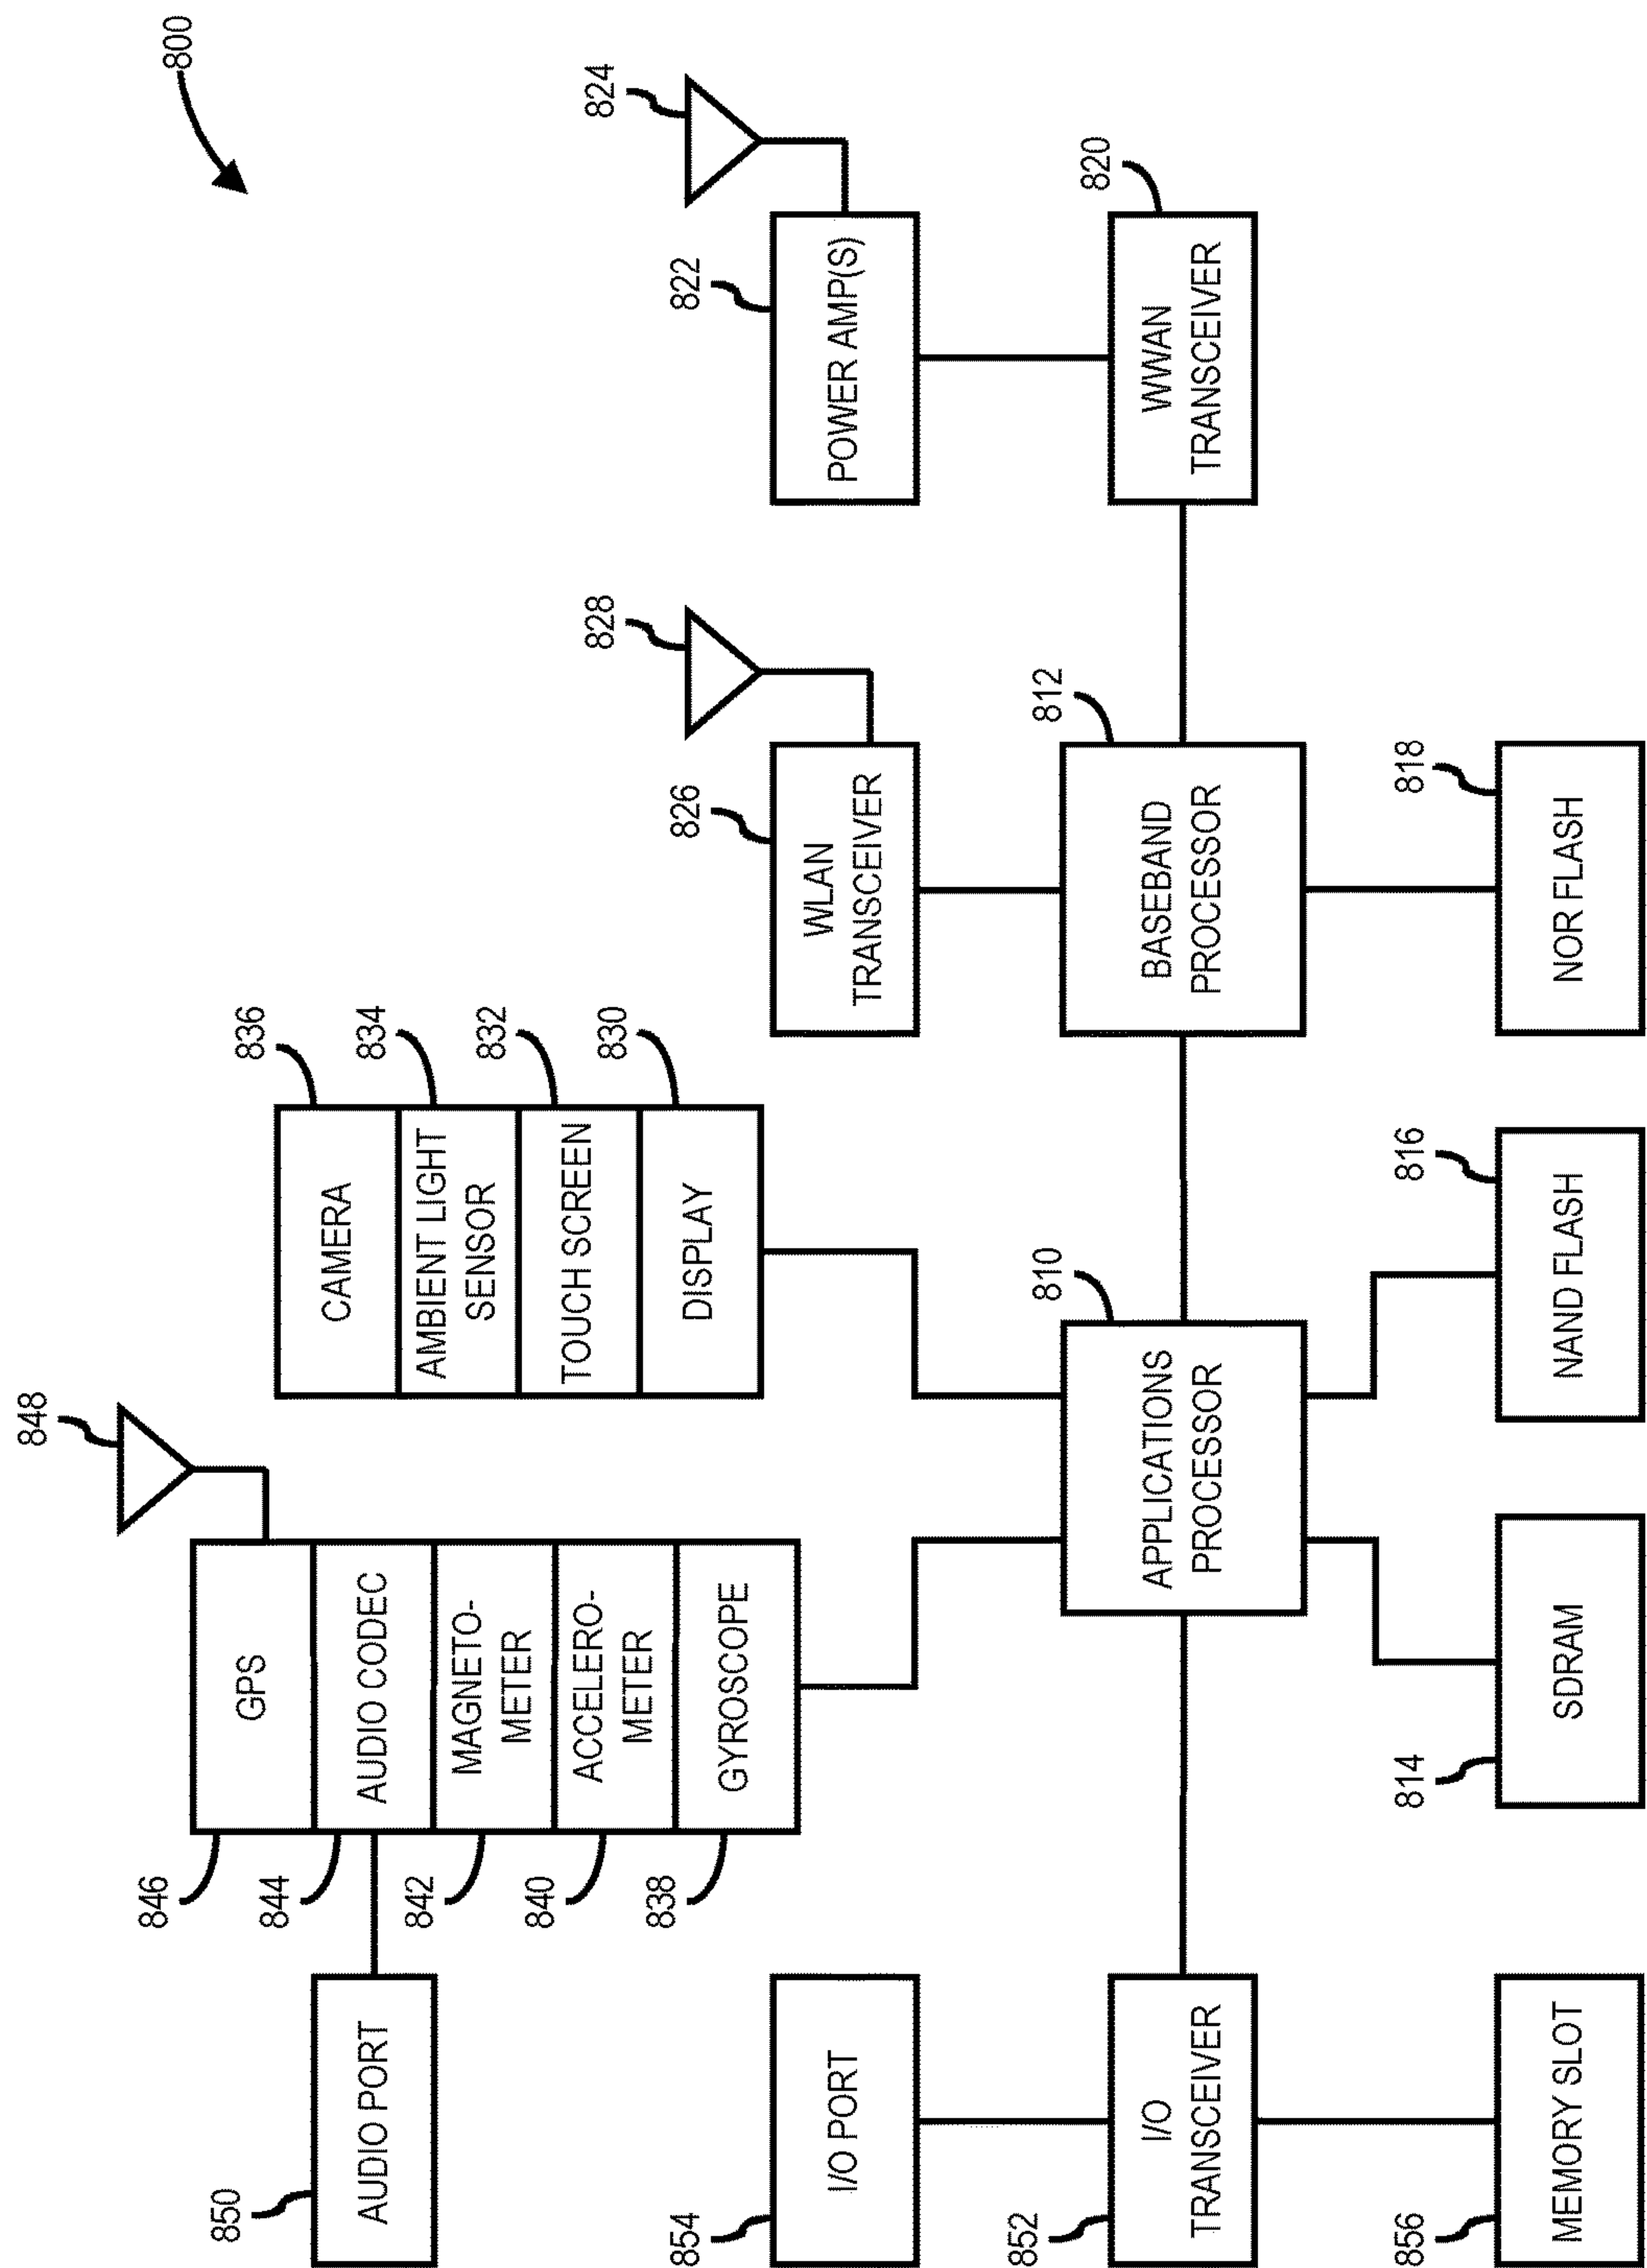 800
848
846
GPS
844
AUDIO CODEC
842
MAGNETO-
METER
840
ACCELERO-
METER
838
GYROSCOPE
850
AUDIO PORT
836
CAMERA
834
AMBIENT LIGHT
SENSOR
832
TOUCH SCREEN
830
DISPLAY
828
826
WLAN
TRANSCEIVER
824
822
POWER AMP(S)
854
I/O PORT
852
I/O
TRANSCEIVER
810
APPLICATIONS
PROCESSOR
812
BASEBAND
PROCESSOR
820
WWAN
TRANSCEIVER
856
MEMORY SLOT
814
SDRAM
816
NAND FLASH
818
NOR FLASH